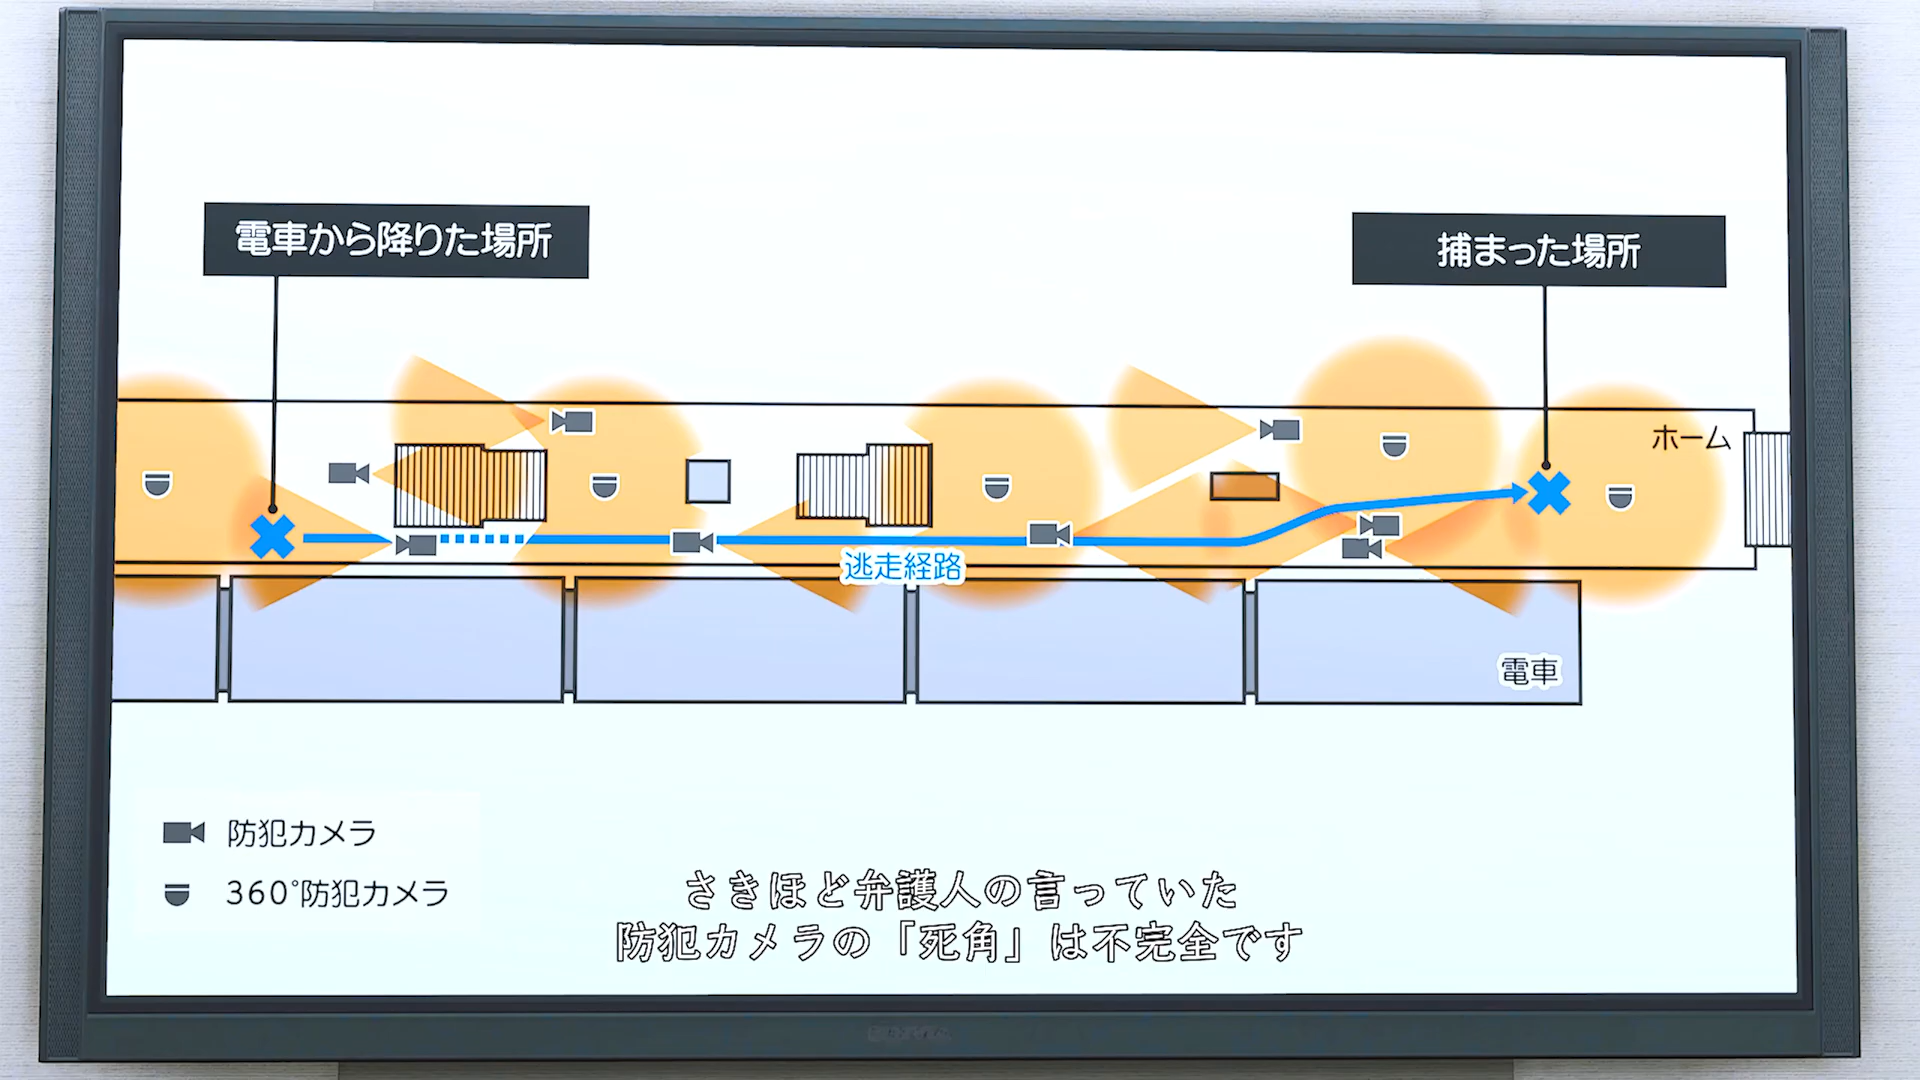 電車から降りた場所
捕まった場所
ホーム
逃走経路
電車
防犯カメラ
360°防犯カメラ
さきほど弁護人の言っていた
防犯カメラの「死角」は不完全です